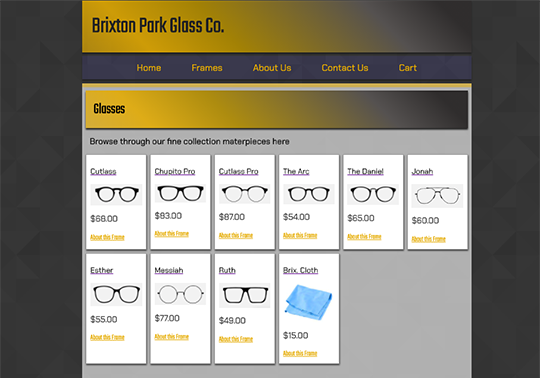 Brixton Park Glass Co.
Home Frames About Us Contact Us Cart
Glasses
Browse through our fine collection materpieces here
Cutlass Chupito Pro Cutlass Pro The Arc The Daniel Jonah
$68.00 $83.00 $87.00 $54.00 $65.00 $60.00
About this Frame About this Frame About this Frame About this Frame About this Frame About this Frame
Esther Messiah Ruth Brix. Cloth
$55.00 $77.00 $49.00 $15.00
About this Frame About this Frame About this Frame About this Frame